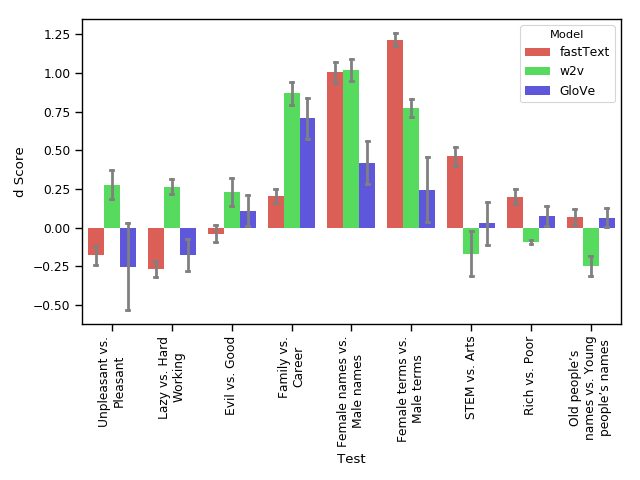 1.25
1.00
0.75
0.50
0.25
0.00
−0.25
−0.50
d Score
Model
fastText
w2v
GloVe
Unpleasant vs.
Pleasant
Lazy vs. Hard
Working
Evil vs. Good
Family vs.
Career
Female names vs.
Male names
Female terms vs.
Male terms
STEM vs. Arts
Rich vs. Poor
Old people's
names vs. Young
people's names
Test